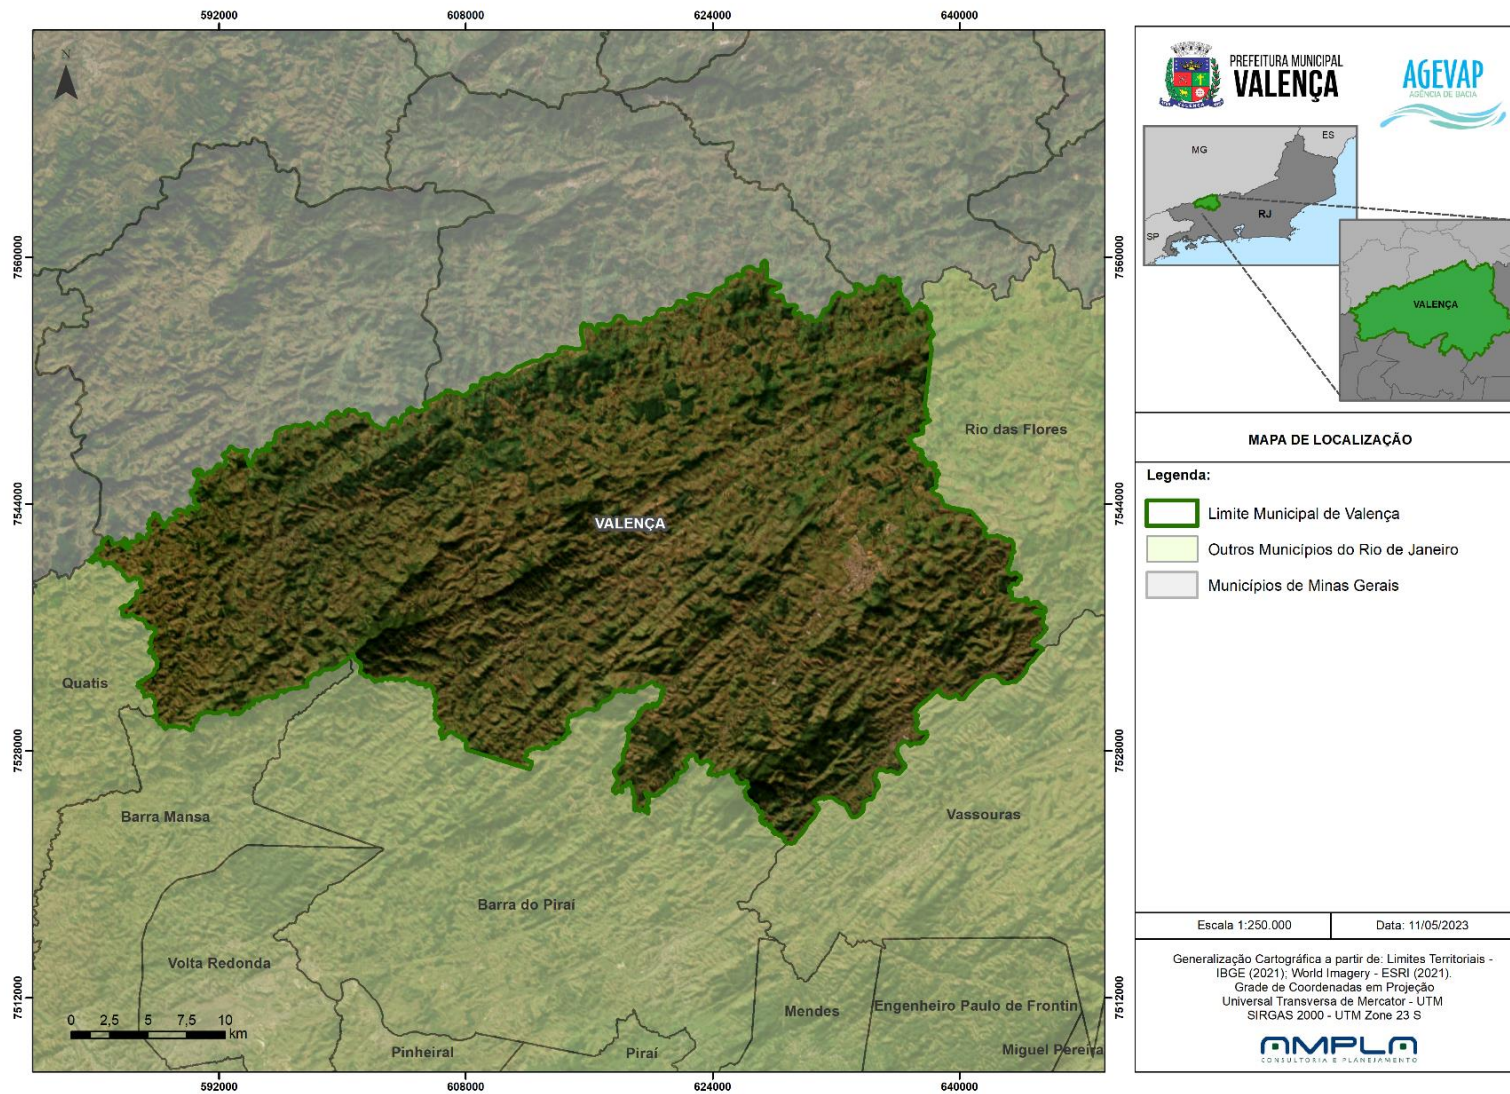 592000
608000
624000
640000
N
7560000
7544000
7528000
7512000
7560000
7544000
7528000
7512000
Rio das Flores
VALENÇA
Quatis
Barra Mansa
Vassouras
Barra do Piraí
Volta Redonda
Mendes
Engenheiro Paulo de Frontin
Pinheiral
Piraí
Miguel Pereira
0 2,5 5 7,5 10
km
592000
608000
624000
640000
PREFEITURA MUNICIPAL
VALENÇA
VALENÇA
AGEVAP
AGÊNCIA DE BACIA
ES
MG
RJ
SP
VALENÇA
MAPA DE LOCALIZAÇÃO
Legenda:
Limite Municipal de Valença
Outros Municípios do Rio de Janeiro
Municípios de Minas Gerais
Escala 1:250.000
Data: 11/05/2023
Generalização Cartográfica a partir de: Limites Territoriais -
IBGE (2021); World Imagery - ESRI (2021).
Grade de Coordenadas em Projeção
Universal Transversa de Mercator - UTM
SIRGAS 2000 - UTM Zone 23 S
AMPLA
CONSULTORIA E PLANEJAMENTO